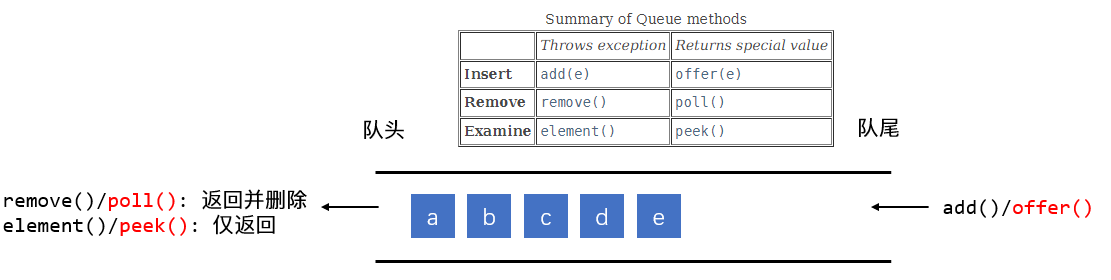 Summary of Queue methods
Throws exception Returns special value
Insert add(e) offer(e)
Remove remove() poll()
Examine element() peek()
队头
队尾
remove()/poll(): 返回并删除
element()/peek(): 仅返回
a b c d e
add()/offer()